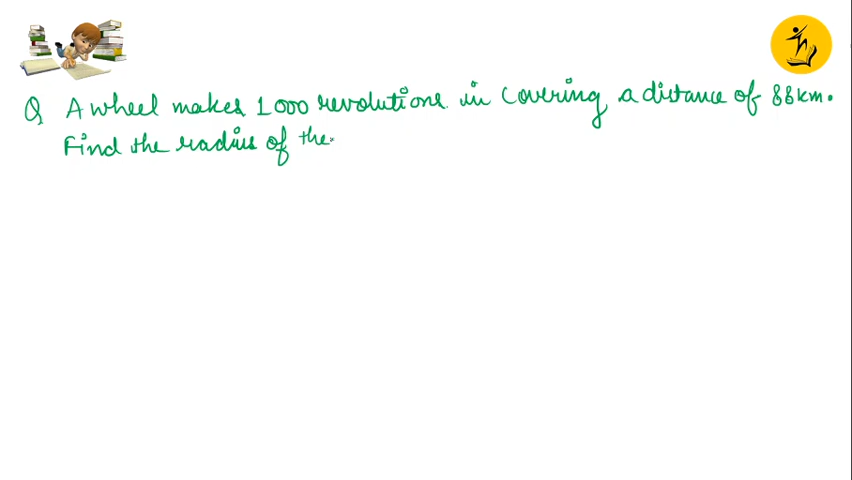 Q A wheel makes 1000 revolutions in covering a distance of 88km.
Find the radius of the